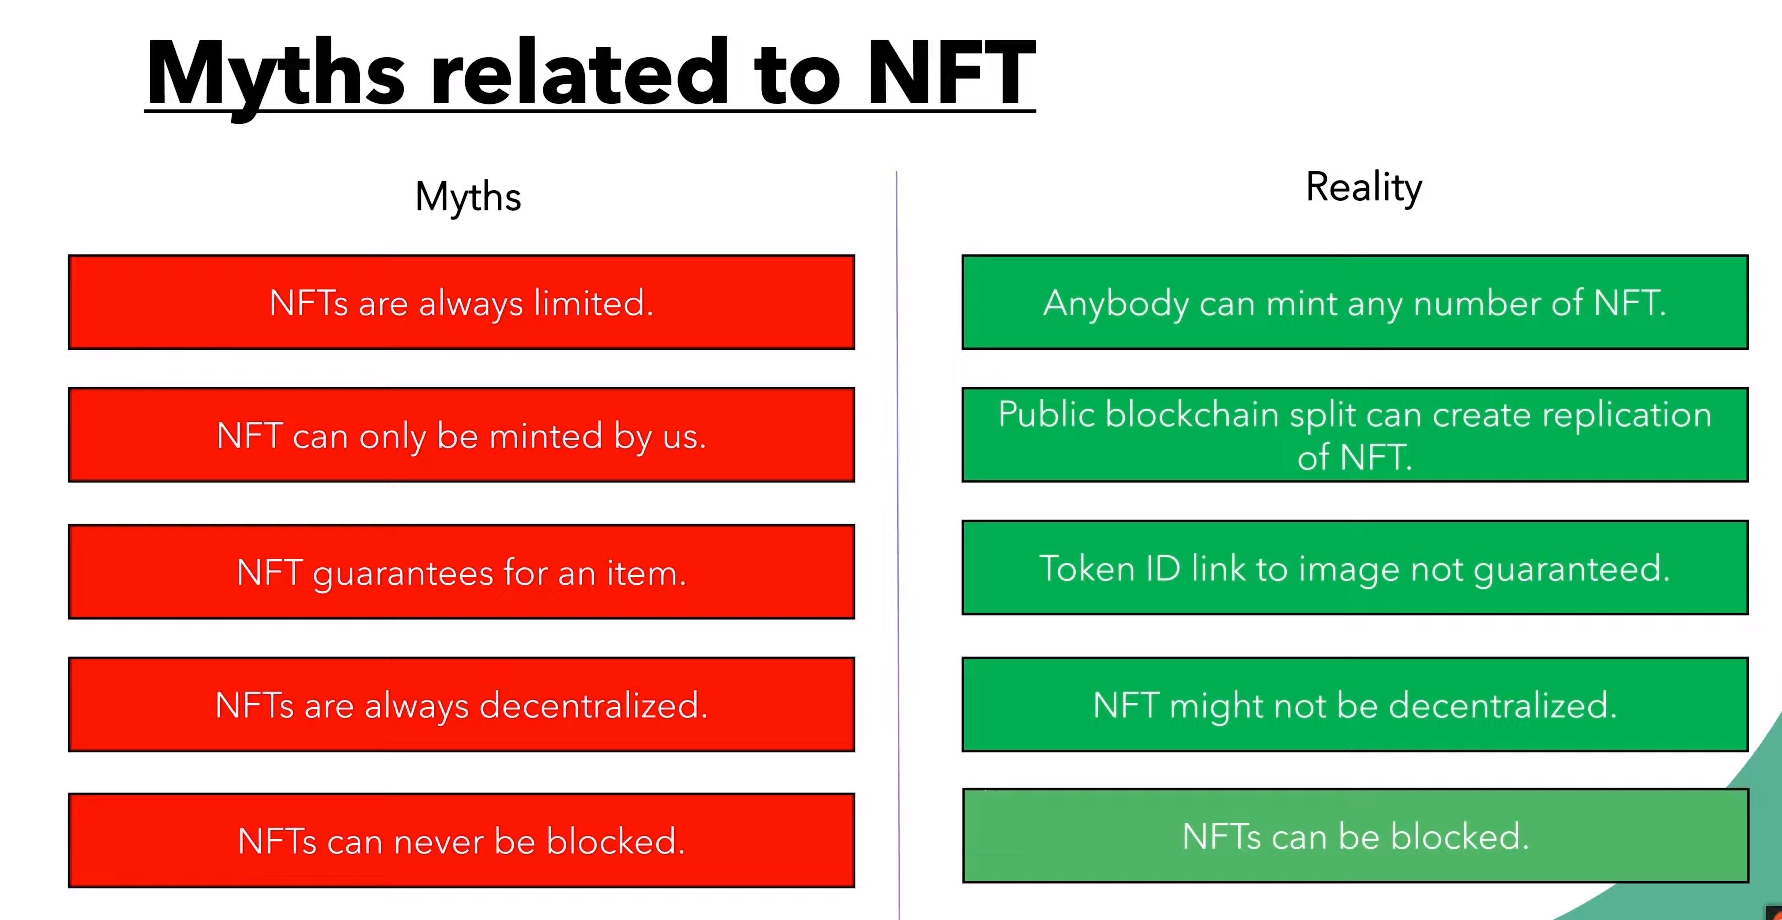 Myths related to NFT
Myths
Reality
NFTs are always limited.
Anybody can mint any number of NFT.
NFT can only be minted by us.
Public blockchain split can create replication
of NFT.
NFT guarantees for an item.
Token ID link to image not guaranteed.
NFTs are always decentralized.
NFT might not be decentralized.
NFTs can never be blocked.
NFTs can be blocked.